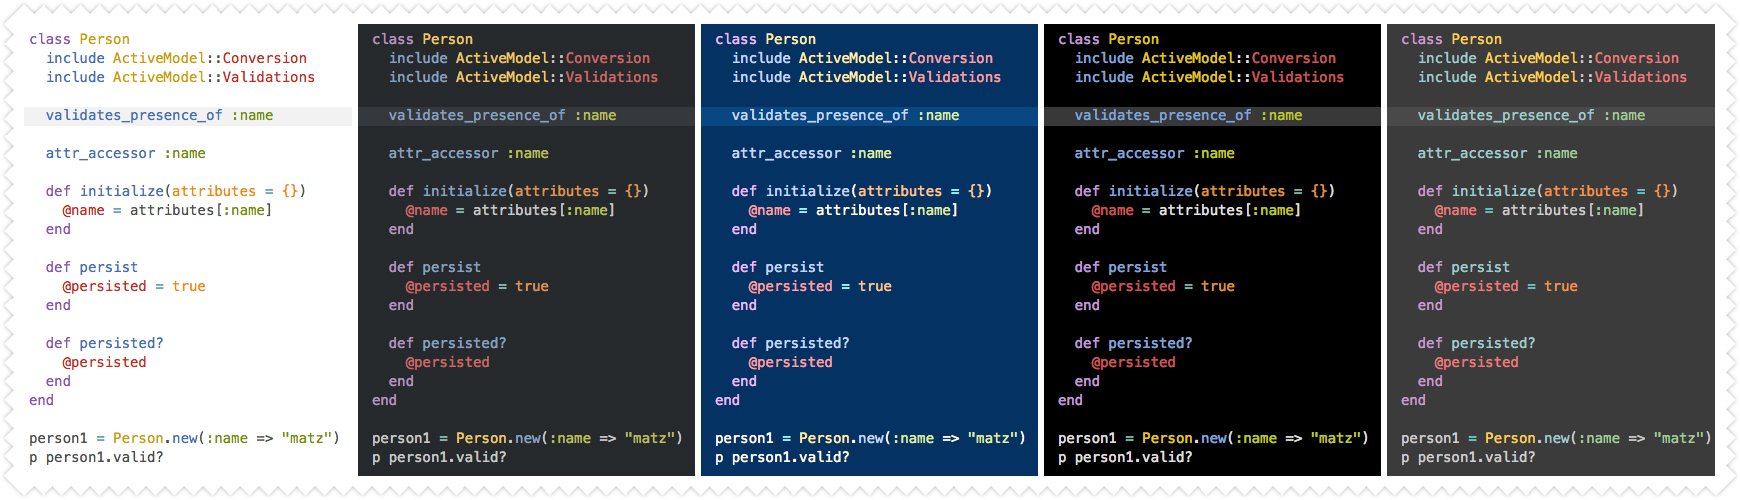 class Person
  include ActiveModel::Conversion
  include ActiveModel::Validations
  validates_presence_of :name
  attr_accessor :name
  def initialize(attributes = {})
    @name = attributes[:name]
  end
  def persist
    @persisted = true
  end
  def persisted?
    @persisted
  end
end
person1 = Person.new(:name => "matz")
p person1.valid?
class Person
  include ActiveModel::Conversion
  include ActiveModel::Validations
  validates_presence_of :name
  attr_accessor :name
  def initialize(attributes = {})
    @name = attributes[:name]
  end
  def persist
    @persisted = true
  end
  def persisted?
    @persisted
  end
end
person1 = Person.new(:name => "matz")
p person1.valid?
class Person
  include ActiveModel::Conversion
  include ActiveModel::Validations
  validates_presence_of :name
  attr_accessor :name
  def initialize(attributes = {})
    @name = attributes[:name]
  end
  def persist
    @persisted = true
  end
  def persisted?
    @persisted
  end
end
person1 = Person.new(:name => "matz")
p person1.valid?
class Person
  include ActiveModel::Conversion
  include ActiveModel::Validations
  validates_presence_of :name
  attr_accessor :name
  def initialize(attributes = {})
    @name = attributes[:name]
  end
  def persist
    @persisted = true
  end
  def persisted?
    @persisted
  end
end
person1 = Person.new(:name => "matz")
p person1.valid?
class Person
  include ActiveModel::Conversion
  include ActiveModel::Validations
  validates_presence_of :name
  attr_accessor :name
  def initialize(attributes = {})
    @name = attributes[:name]
  end
  def persist
    @persisted = true
  end
  def persisted?
    @persisted
  end
end
person1 = Person.new(:name => "matz")
p person1.valid?